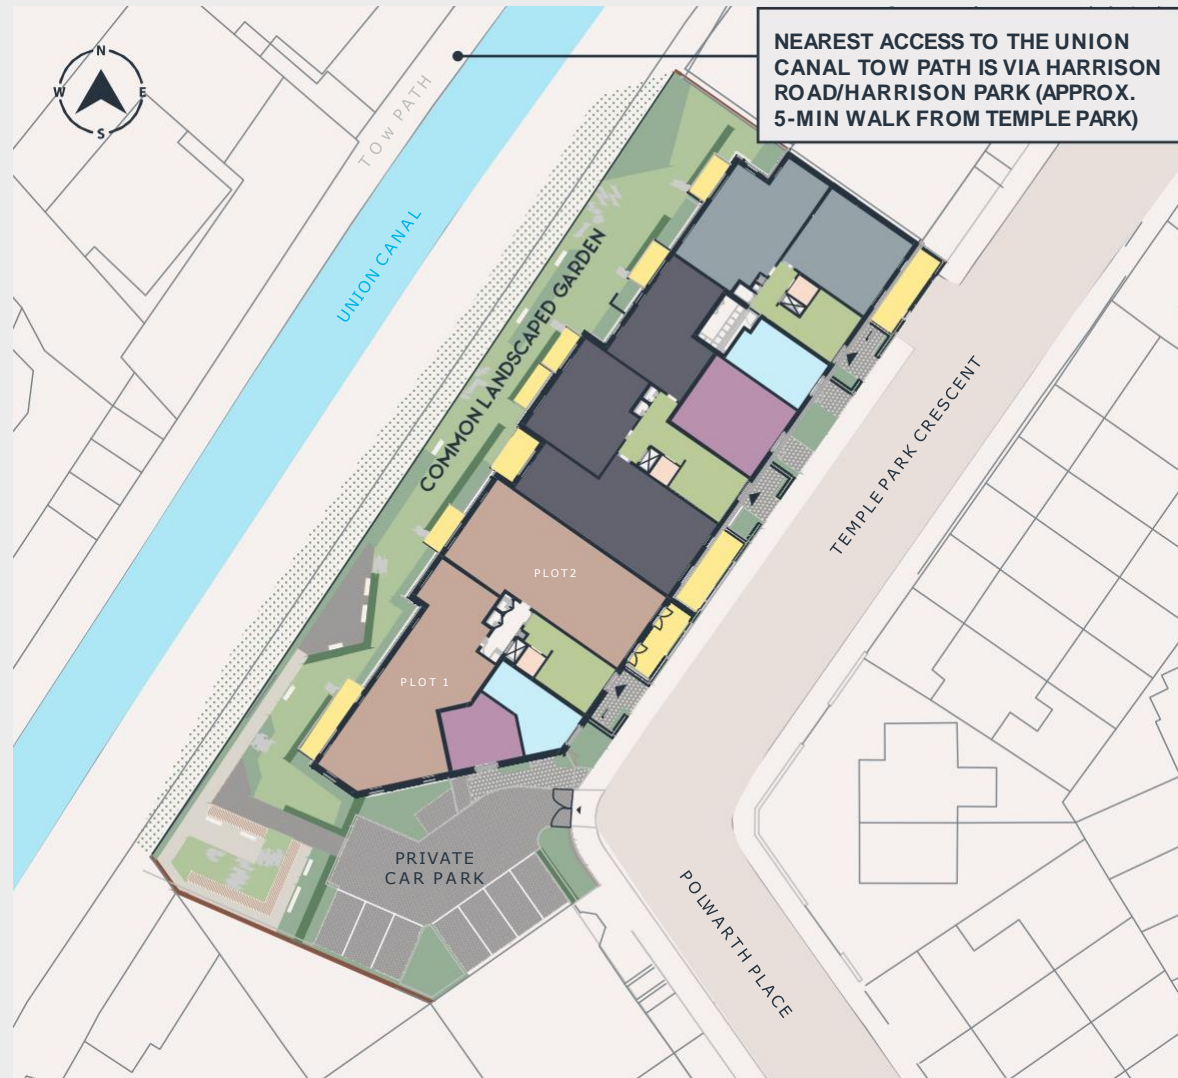 NEAREST ACCESS TO THE UNION
CANAL TOW PATH IS VIA HARRISON
ROAD/HARRISON PARK (APPROX.
5-MIN WALK FROM TEMPLE PARK)
N
W
E
S
TOW PATH
UNION CANAL
COMMON LANDSCAPED GARDEN
TEMPLE PARK CRESCENT
PLOT2
PLOT 1
PRIVATE
CAR PARK
POLWARTH PLACE